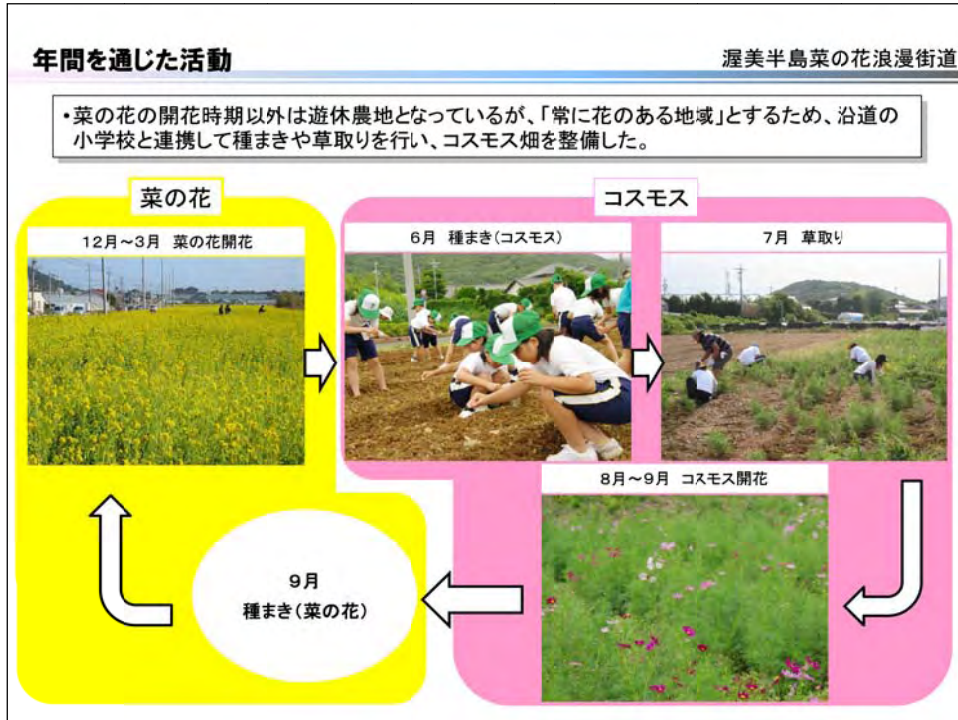 年間を通じた活動
渥美半島菜の花浪漫街道
・菜の花の開花時期以外は遊休農地となっているが、「常に花のある地域」とするため、沿道の
小学校と連携して種まきや草取りを行い、コスモス畑を整備した。
菜の花
コスモス
12月～3月 菜の花開花
6月 種まき(コスモス)
7月 草取り
8月～9月 コスモス開花
9月
種まき(菜の花)